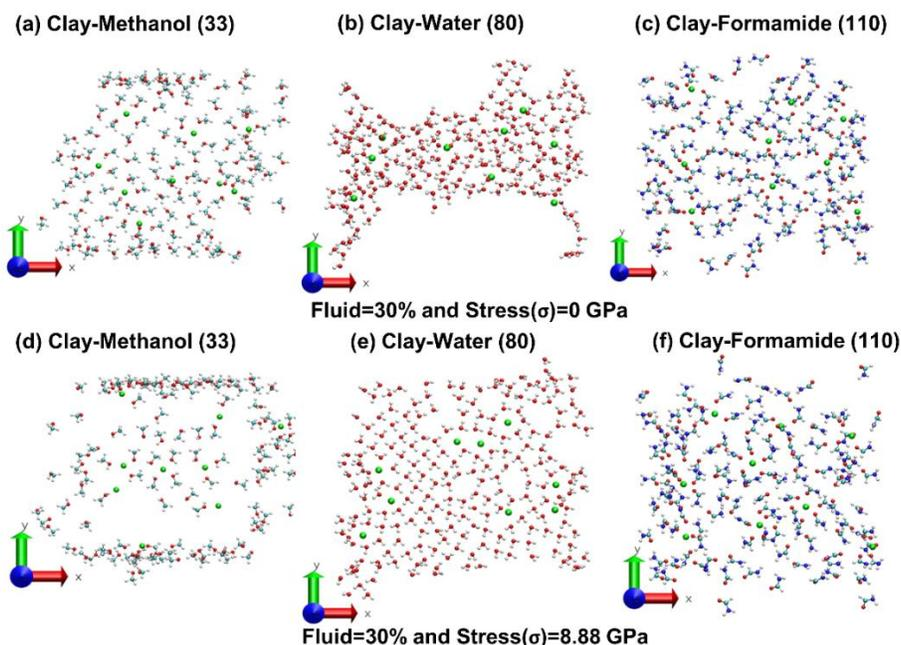 (a) Clay-Methanol (33)
(b) Clay-Water (80)
(c) Clay-Formamide (110)
y
x
y
x
y
x
Fluid=30% and Stress(σ)=0 GPa
(d) Clay-Methanol (33)
(e) Clay-Water (80)
(f) Clay-Formamide (110)
y
x
y
x
y
x
Fluid=30% and Stress(σ)=8.88 GPa